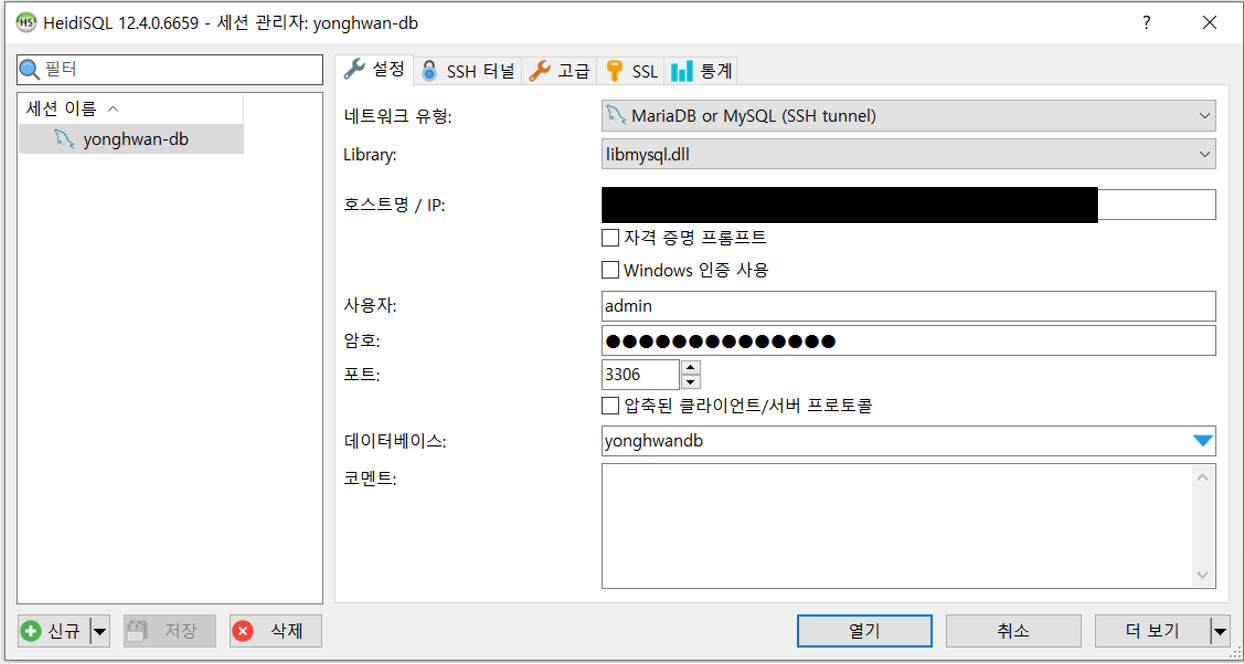 HeidiSQL 12.4.0.6659 - 세션 관리자: yonghwan-db
필터
세션 이름
yonghwan-db
설정 SSH 터널 고급 SSL 통계
네트워크 유형: MariaDB or MySQL (SSH tunnel)
Library: libmysql.dll
호스트명 / IP:
자격 증명 프롬프트
Windows 인증 사용
사용자: admin
암호: ●●●●●●●●●●●●●●
포트: 3306
압축된 클라이언트/서버 프로토콜
데이터베이스: yonghwandb
코멘트:
신규 저장 삭제 열기 취소 더 보기